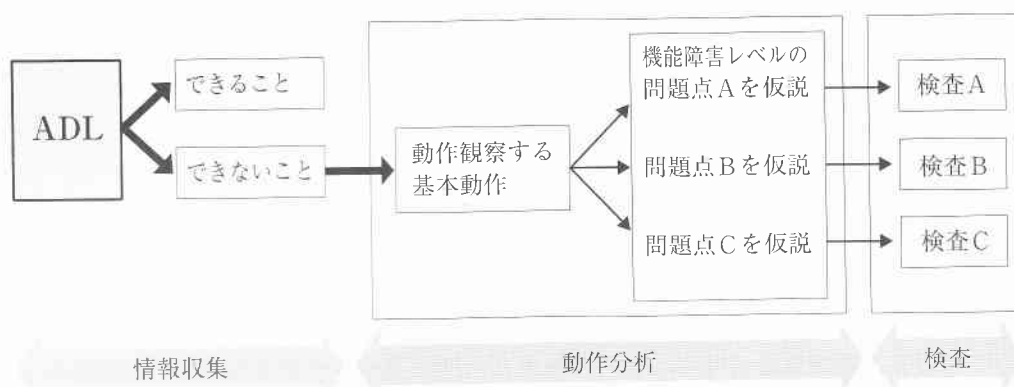 ADL
できること
できないこと
動作観察する
基本動作
機能障害レベルの
問題点Aを仮説
問題点Bを仮説
問題点Cを仮説
検査A
検査B
検査C
情報収集
動作分析
検査